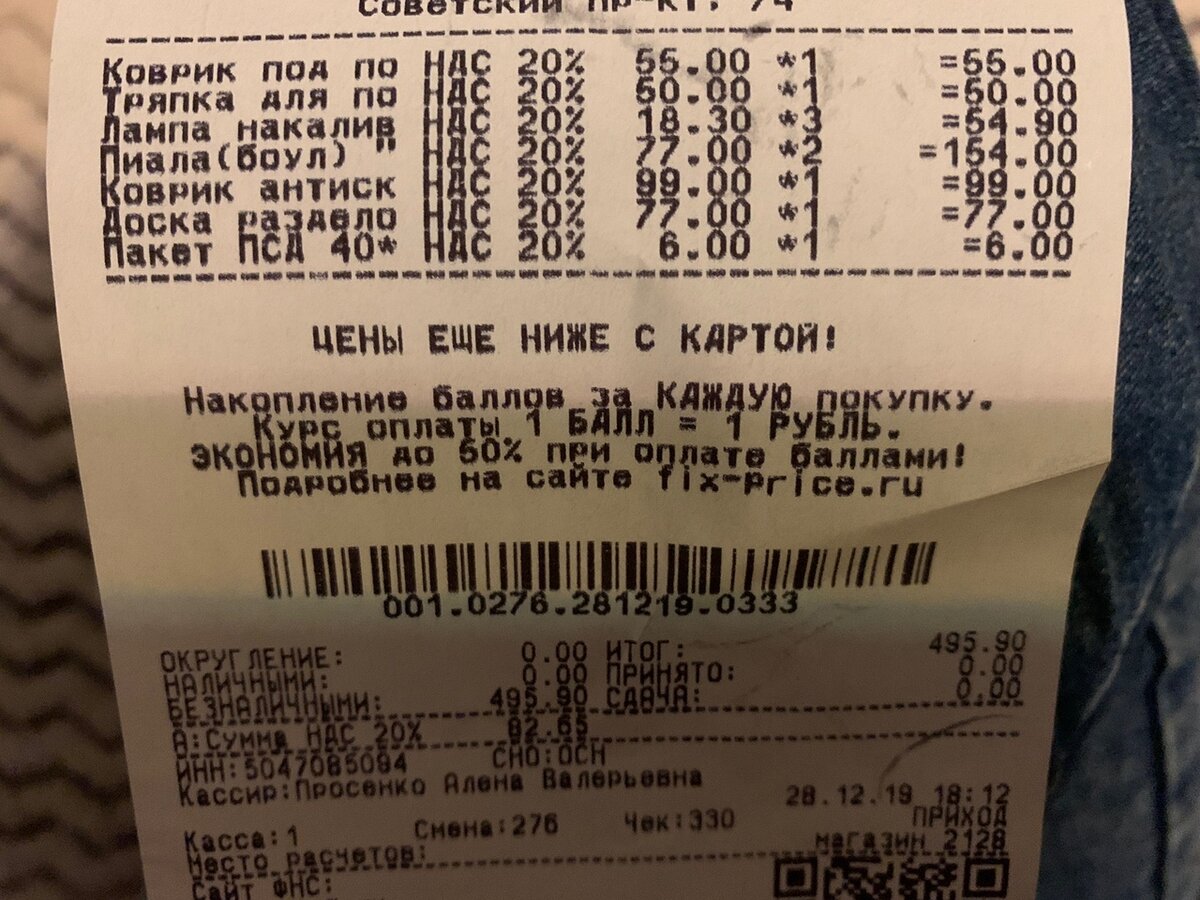 Советский пр-кт, 74
Коврик под по НДС 20% 55.00 *1 =55.00
Тряпка для по НДС 20% 50.00 *1 =50.00
Лампа накалив НДС 20% 18.30 *3 =54.90
Пиала(боул) " НДС 20% 77.00 *2 =154.00
Коврик антиск НДС 20% 99.00 *1 =99.00
Доска разделo НДС 20% 77.00 *1 =77.00
Пакет ПСД 40* НДС 20% 6.00 *1 =6.00
ЦЕНЫ ЕЩЕ НИЖЕ С КАРТОЙ!
Накопление баллов за КАЖДУЮ покупку.
Курс оплаты 1 БАЛЛ = 1 РУБЛЬ.
ЭКОНОМИЯ до 50% при оплате баллами!
Подробнее на сайте fix-price.ru
001.0276.281219.0333
ОКРУГЛЕНИЕ: 0.00 ИТОГ: 495.90
НАЛИЧНЫМИ: 0.00 ПРИНЯТО: 0.00
БЕЗНАЛИЧНЫМИ: 495.90 СДАЧА: 0.00
А:Сумма НДС 20% 82.65
ИНН:5047085094 СНО:ОСН
Кассир:Просенко Алена Валерьевна
28.12.19 18:12
ПРИХОД
Касса:1 Смена:276 Чек:330
Место расчетов: магазин 2128
Сайт ФНС: